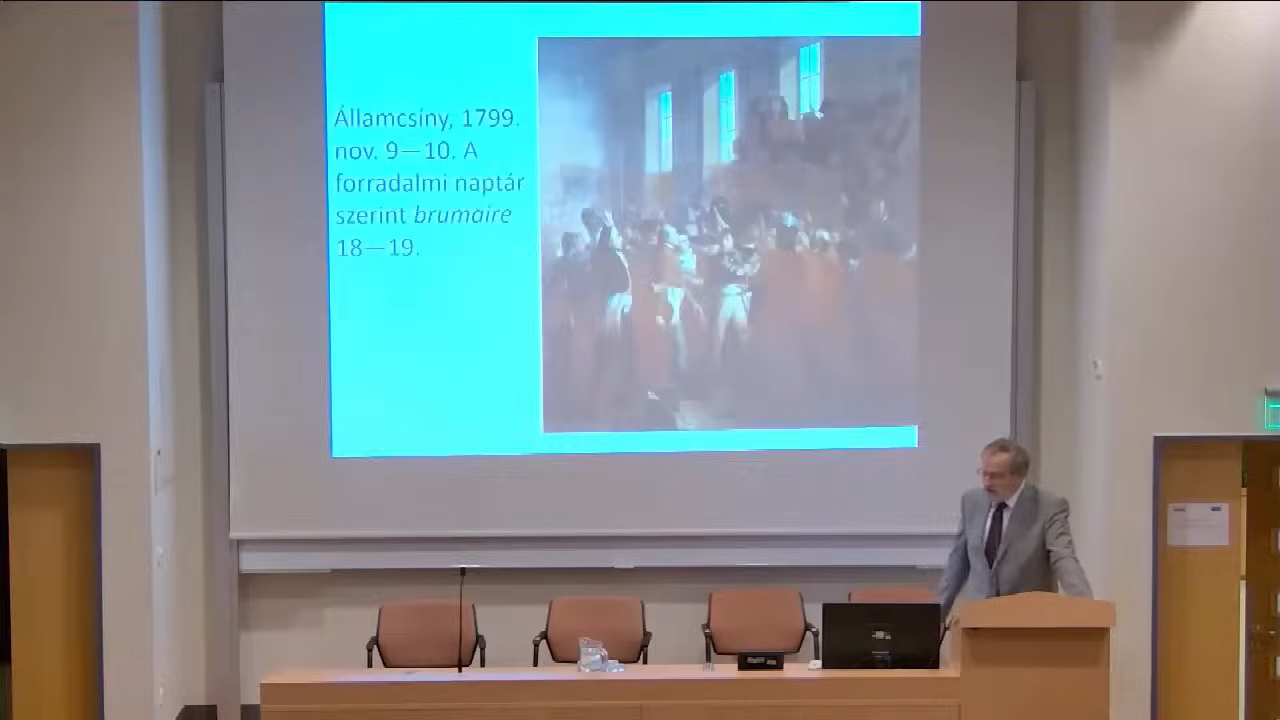 Államcsíny, 1799.
nov. 9—10. A
forradalmi naptár
szerint brumaire
18—19.